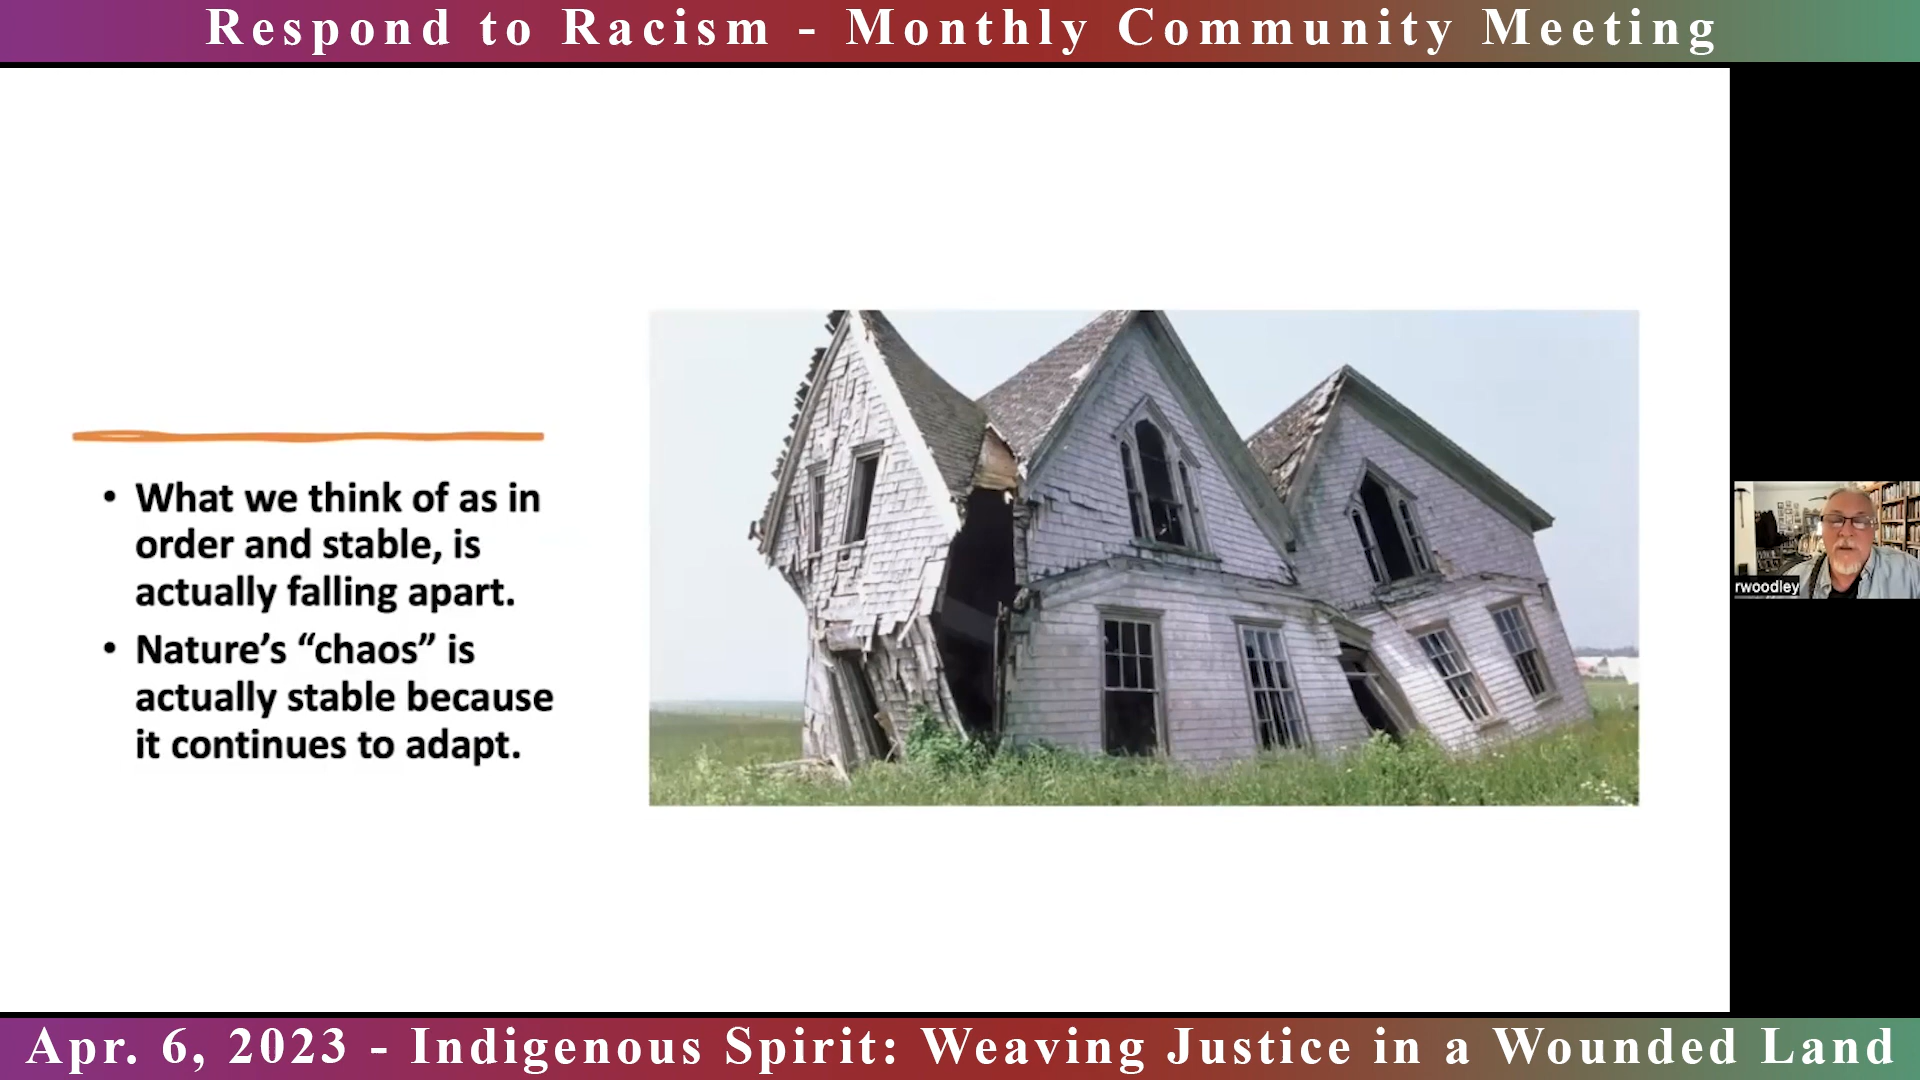 Respond to Racism - Monthly Community Meeting
• What we think of as in
order and stable, is
actually falling apart.
• Nature’s “chaos” is
actually stable because
it continues to adapt.
rwoodley
Apr. 6, 2023 - Indigenous Spirit: Weaving Justice in a Wounded Land